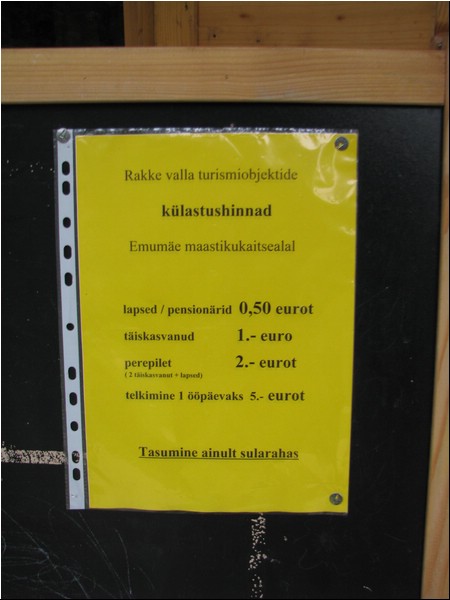 Rakke valla turismiobjektide
külastushinnad
Emumäe maastikukaitsealal
lapsed / pensionärid 0,50 eurot
täiskasvanud 1.- euro
perepilet 2.- eurot
( 2 täiskasvanut + lapsed)
telkimine 1 ööpäevaks 5.- eurot
Tasumine ainult sularahas